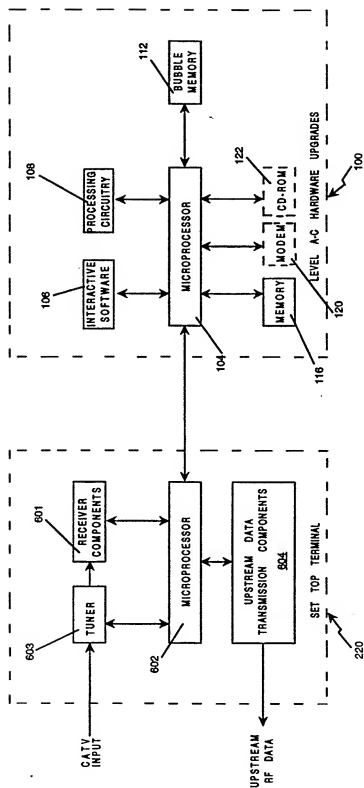 CATV
INPUT
603
TUNER
601
RECEIVER
COMPONENTS
602
MICROPROCESSOR
UPSTREAM DATA
TRANSMISSION COMPONENTS
604
UPSTREAM
RF DATA
SET TOP TERMINAL
220
106
INTERACTIVE
SOFTWARE
108
PROCESSING
CIRCUITRY
104
MICROPROCESSOR
112
BUBBLE
MEMORY
MEMORY
116
MODEM
120
CD-ROM
122
LEVEL A-C HARDWARE UPGRADES
100